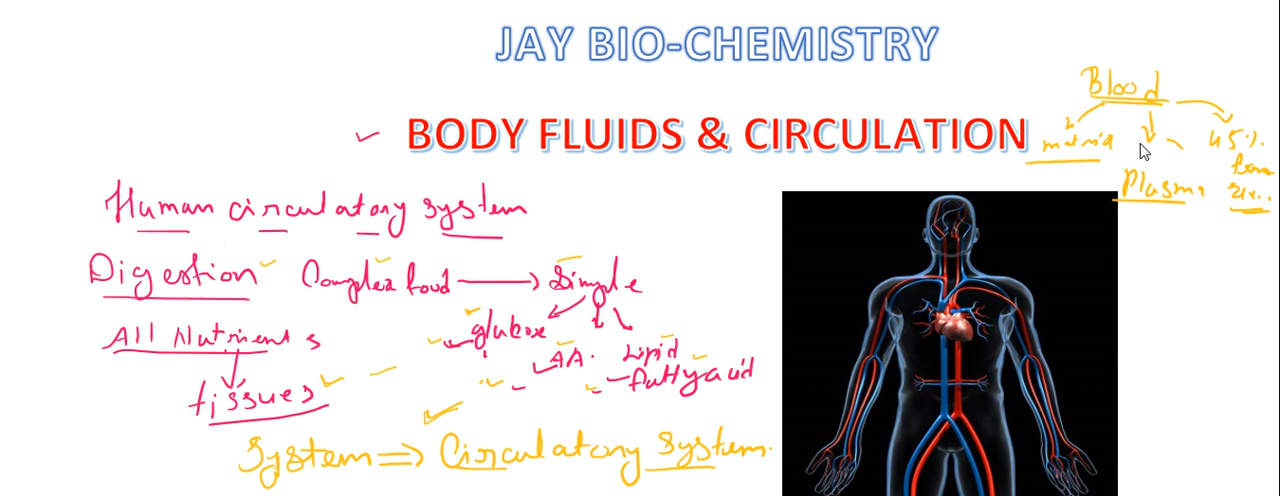 JAY BIO-CHEMISTRY
Blood
BODY FLUIDS & CIRCULATION
45%.
Plasma
Human circulatory system
Digestion Complex food → Simple
glucose
All Nutrients
AA. Lipid
fatty acid
tissues
System ⇒ Circulatory System.